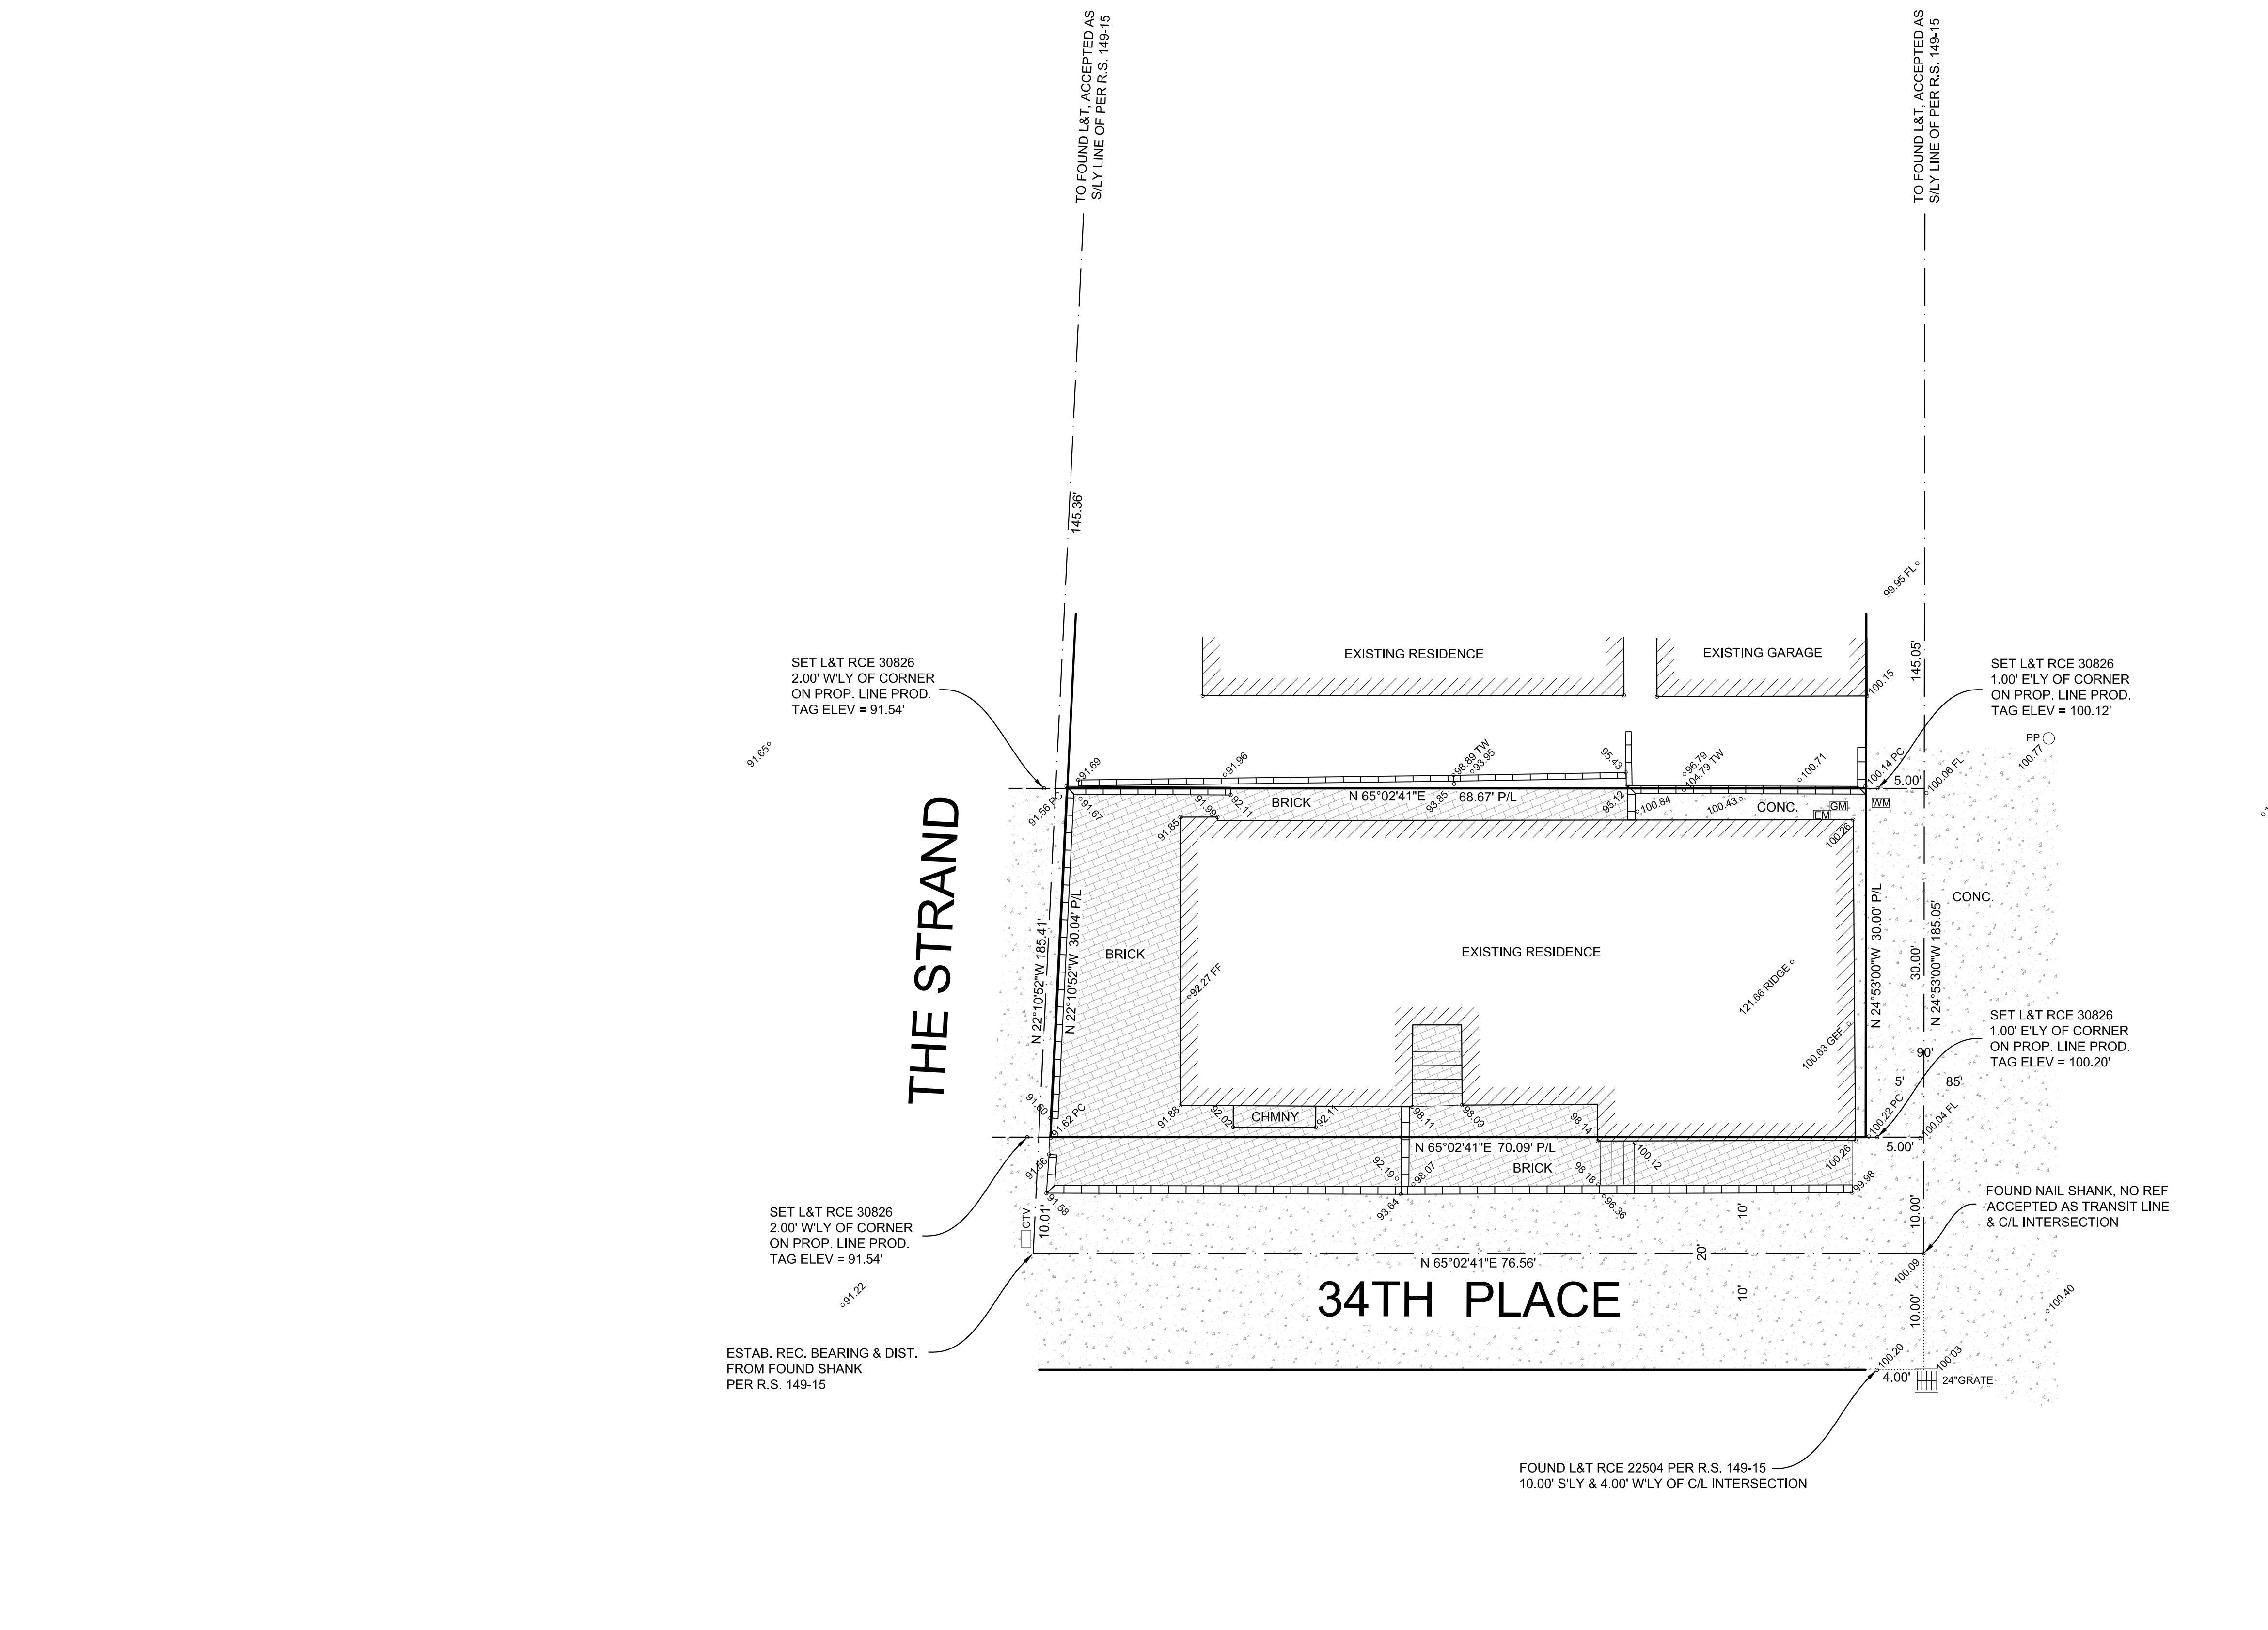 TO FOUND L&T, ACCEPTED AS
S/LY LINE OF PER R.S. 149-15
TO FOUND L&T, ACCEPTED AS
S/LY LINE OF PER R.S. 149-15
145.36'
99.95 FL
145.05'
EXISTING RESIDENCE
EXISTING GARAGE
SET L&T RCE 30826
2.00' W'LY OF CORNER
ON PROP. LINE PROD.
TAG ELEV = 91.54'
SET L&T RCE 30826
1.00' E'LY OF CORNER
ON PROP. LINE PROD.
TAG ELEV = 100.12'
100.15
91.65
PP
100.77
91.69
91.96
98.89 TW
93.95
95.43
96.79
104.79 TW
100.71
100.14 PC
5.00'
100.06 FL
91.56 PC
91.67
91.99
92.11
BRICK
N 65°02'41"E 68.67' P/L
93.85
95.12
100.84
100.43
CONC.
GM
EM
WM
91.85
100.26
THE STRAND
N 22°10'52"W 185.41'
N 22°10'52"W 30.04' P/L
BRICK
EXISTING RESIDENCE
92.27 FF
121.66 RIDGE
100.63 GFF
N 24°53'00"W 30.00' P/L
30.00'
N 24°53'00"W 185.05'
CONC.
SET L&T RCE 30826
1.00' E'LY OF CORNER
ON PROP. LINE PROD.
TAG ELEV = 100.20'
90'
5'
85'
91.60
91.62 PC
91.88
92.02
CHMNY
92.11
98.11
98.09
98.14
100.22 PC
100.04 FL
N 65°02'41"E 70.09' P/L
5.00'
91.56
92.19
98.07
BRICK
98.18
100.12
100.26
99.98
91.58
93.64
96.36
FOUND NAIL SHANK, NO REF
ACCEPTED AS TRANSIT LINE
& C/L INTERSECTION
SET L&T RCE 30826
2.00' W'LY OF CORNER
ON PROP. LINE PROD.
TAG ELEV = 91.54'
CTV
10.01'
10'
10.00'
20'
N 65°02'41"E 76.56'
100.09
34TH PLACE
10'
10.00'
91.22
100.40
ESTAB. REC. BEARING & DIST.
FROM FOUND SHANK
PER R.S. 149-15
100.20
100.03
4.00'
24"GRATE
FOUND L&T RCE 22504 PER R.S. 149-15
10.00' S'LY & 4.00' W'LY OF C/L INTERSECTION